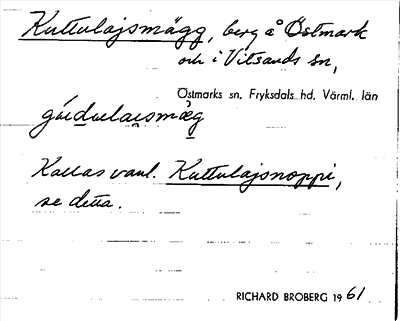 Kuttulajsmägg, berg å Östmark
och i Vitsands sn,
Östmarks sn. Fryksdals hd. Värml. län
gúdulaısmäg
Kallas vanl. Kuttulajsnoppi,
se detta.
RICHARD BROBERG 1961.